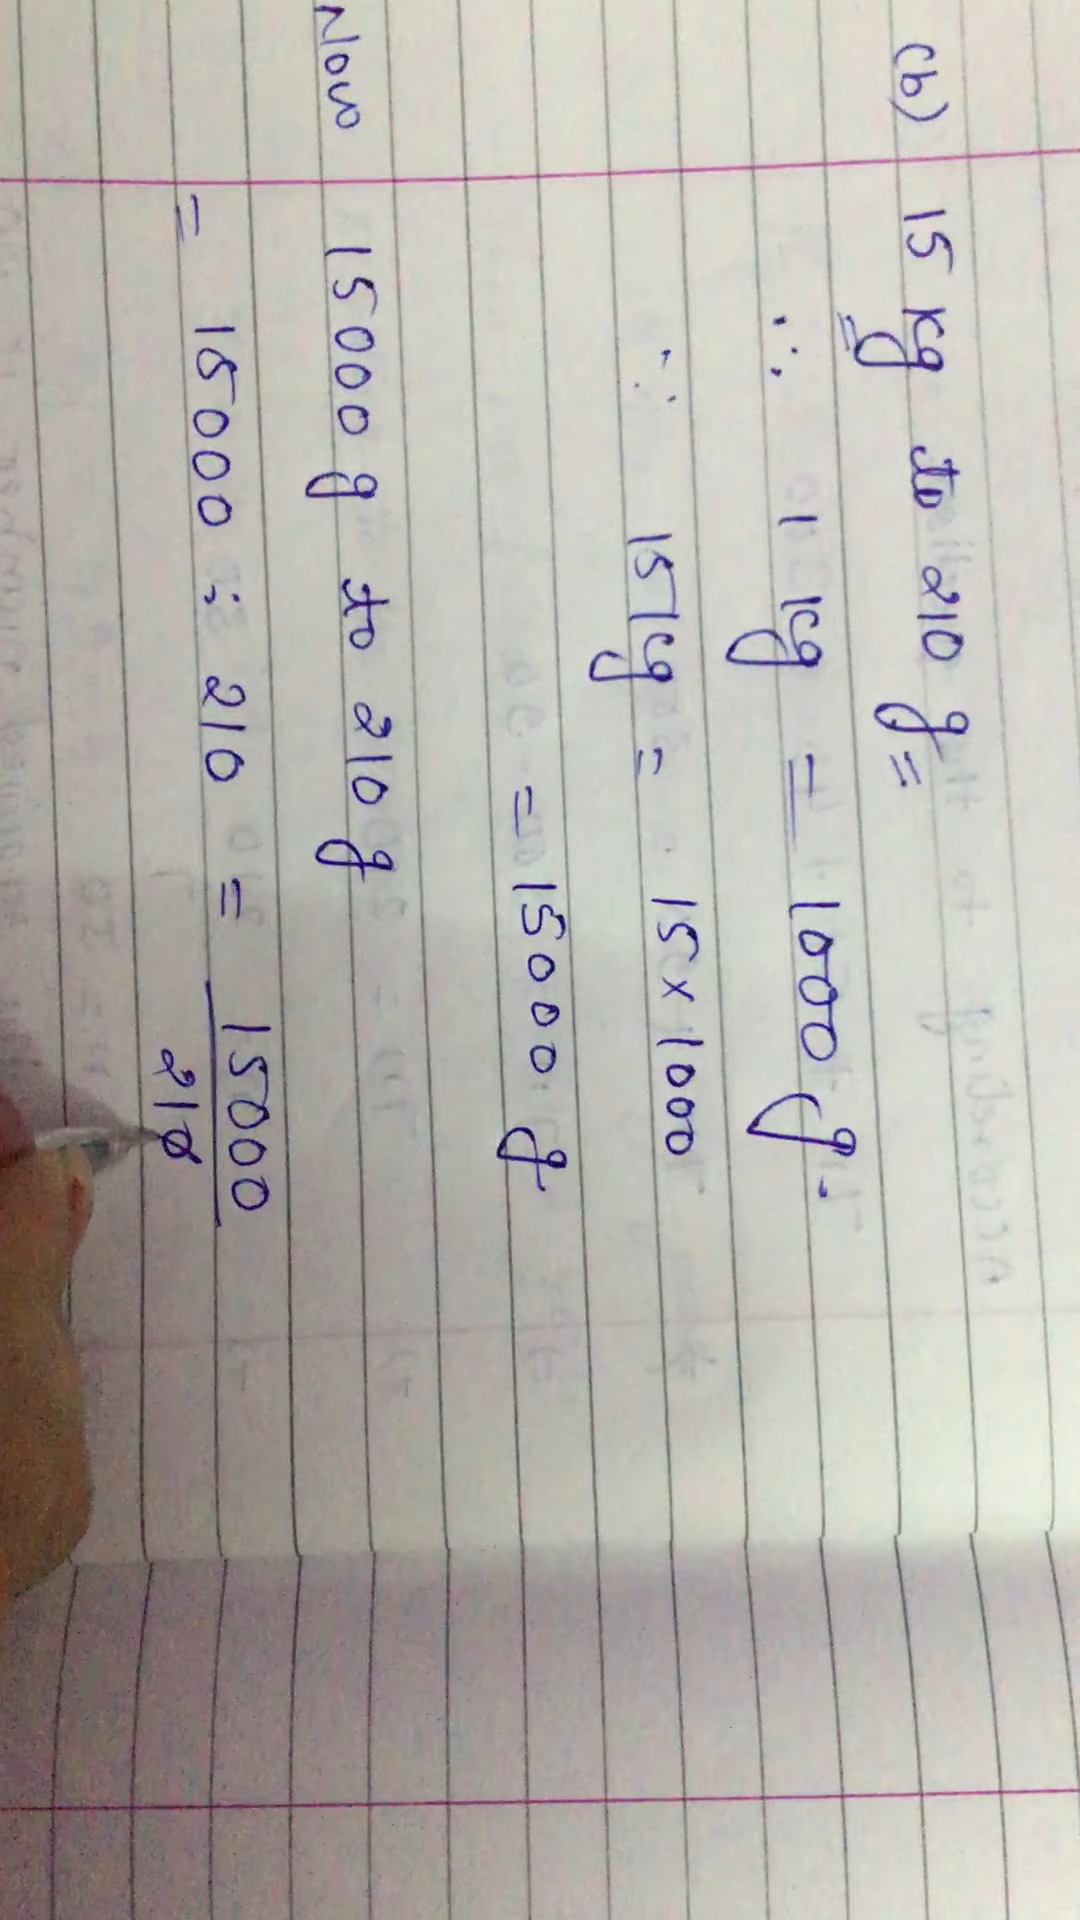 (b) 15 kg to 210 g =
∵ 1 kg = 1000 g.
∵ 15 kg = 15 × 1000
= 15000 g
Now 15000 g to 210 g
= 15000 : 210 = 15000/210